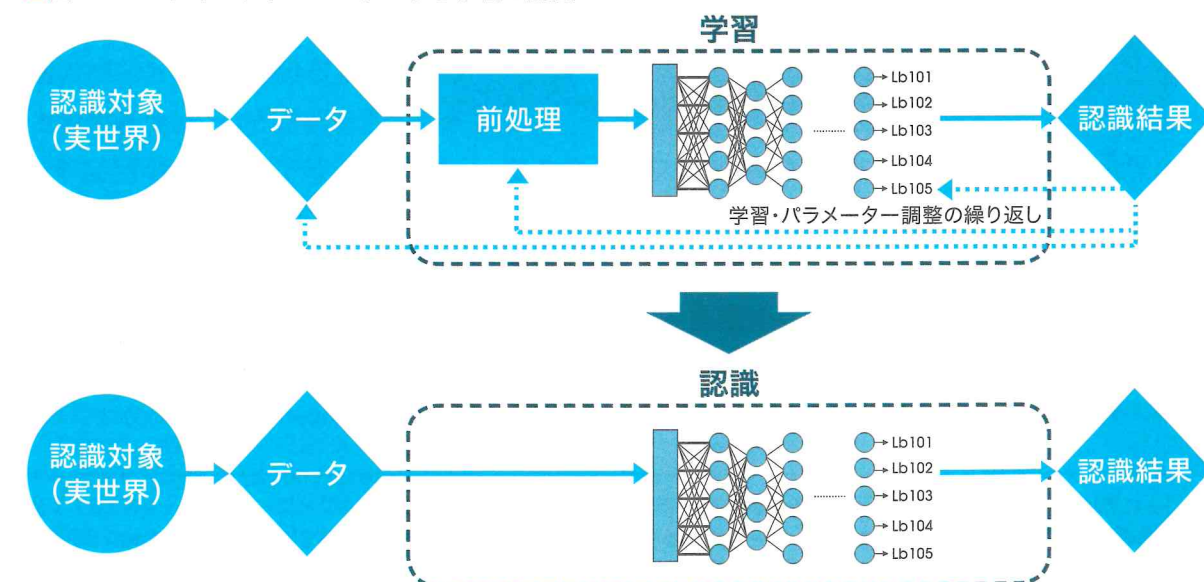 学習
認識対象
(実世界)
データ
前処理
Lb101
Lb102
Lb103
Lb104
Lb105
認識結果
学習・パラメーター調整の繰り返し
認識
認識対象
(実世界)
データ
Lb101
Lb102
Lb103
Lb104
Lb105
認識結果